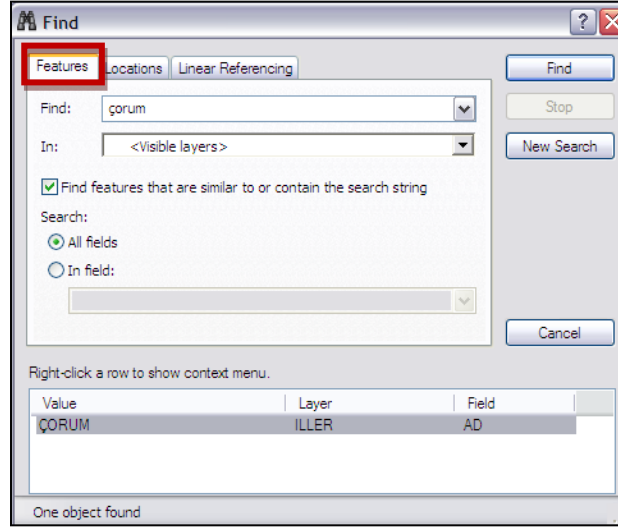 Find
Features Locations Linear Referencing
Find: çorum
In: <Visible layers>
Find features that are similar to or contain the search string
Search:
All fields
In field:
Find
Stop
New Search
Cancel
Right-click a row to show context menu.
Value Layer Field
ÇORUM ILLER AD
One object found